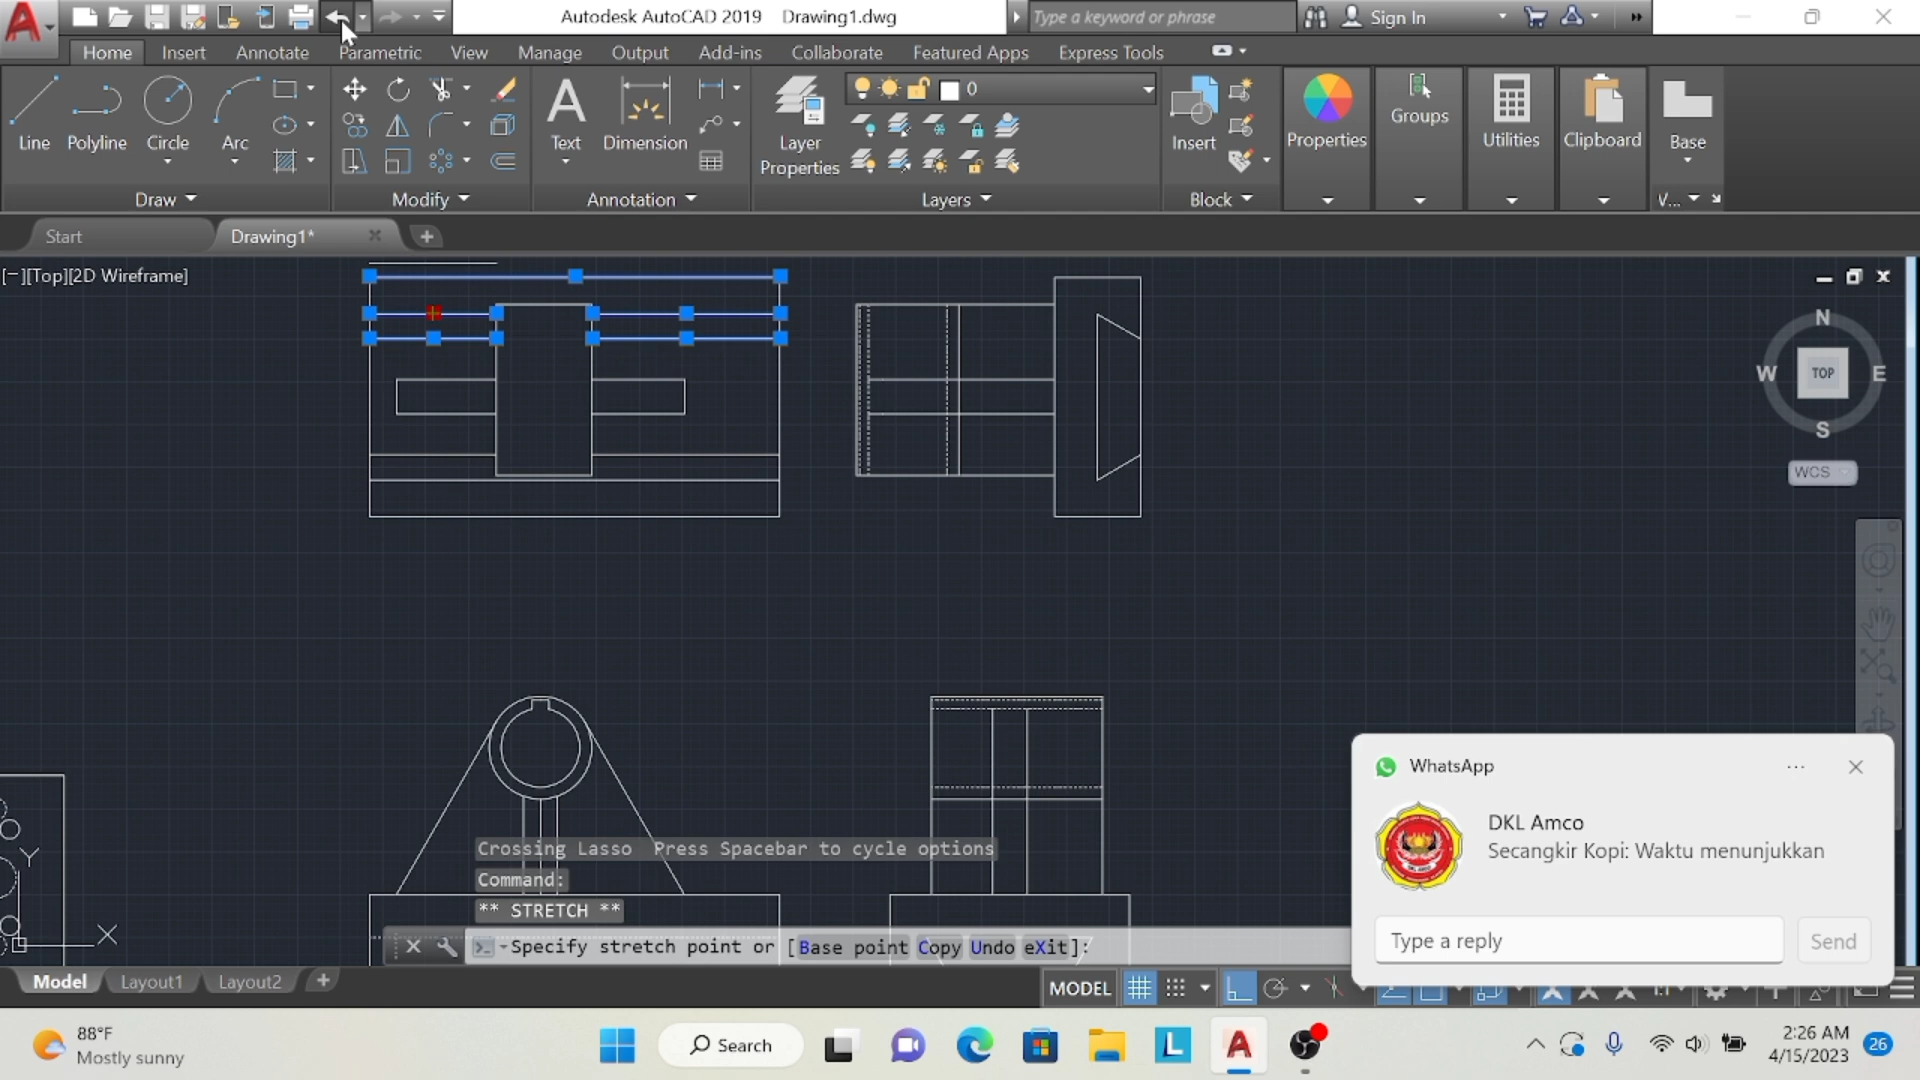 Autodesk AutoCAD 2019 Drawing1.dwg
Type a keyword or phrase
Sign In
Home Insert Annotate Parametric View Manage Output Add-ins Collaborate Featured Apps Express Tools
0
Line Polyline Circle Arc
Text Dimension
Layer Properties
Insert
Properties
Groups
Utilities
Clipboard
Base
Draw Modify Annotation Layers Block V...
Start Drawing1*
[−][Top][2D Wireframe]
N
W TOP E
S
WCS
Y
X
Crossing Lasso Press Spacebar to cycle options
Command:
** STRETCH **
Specify stretch point or [Base point Copy Undo eXit]:
WhatsApp
DKL Amco
Secangkir Kopi: Waktu menunjukkan
Type a reply
Send
Model Layout1 Layout2
MODEL
88°F
Mostly sunny
Search
2:26 AM
4/15/2023
26